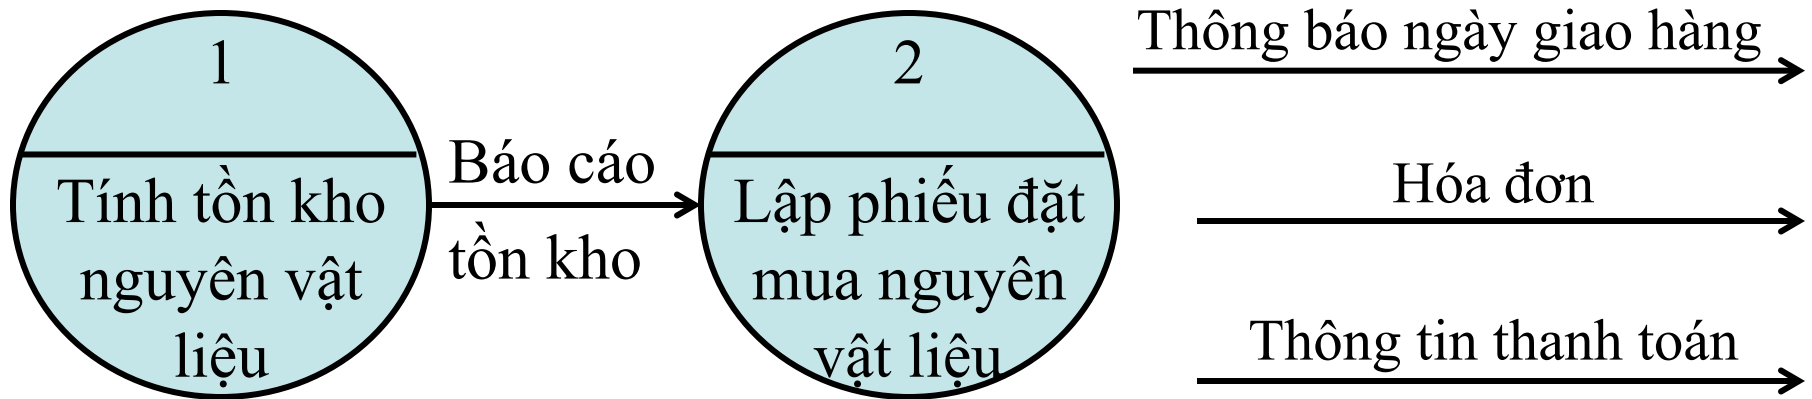 1
Tính tồn kho
nguyên vật
liệu
Báo cáo
tồn kho
2
Lập phiếu đặt
mua nguyên
vật liệu
Thông báo ngày giao hàng
Hóa đơn
Thông tin thanh toán